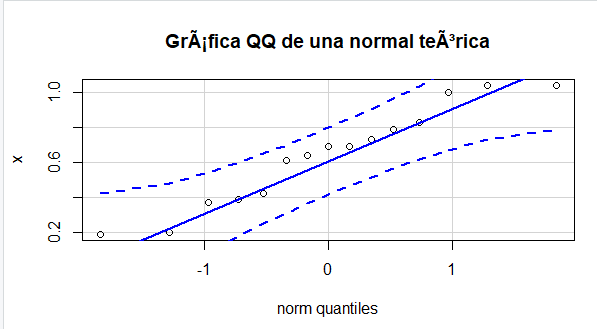 GrÃ¡fica QQ de una normal teÃ³rica
1.0
0.6
0.2
x
-1 0 1
norm quantiles